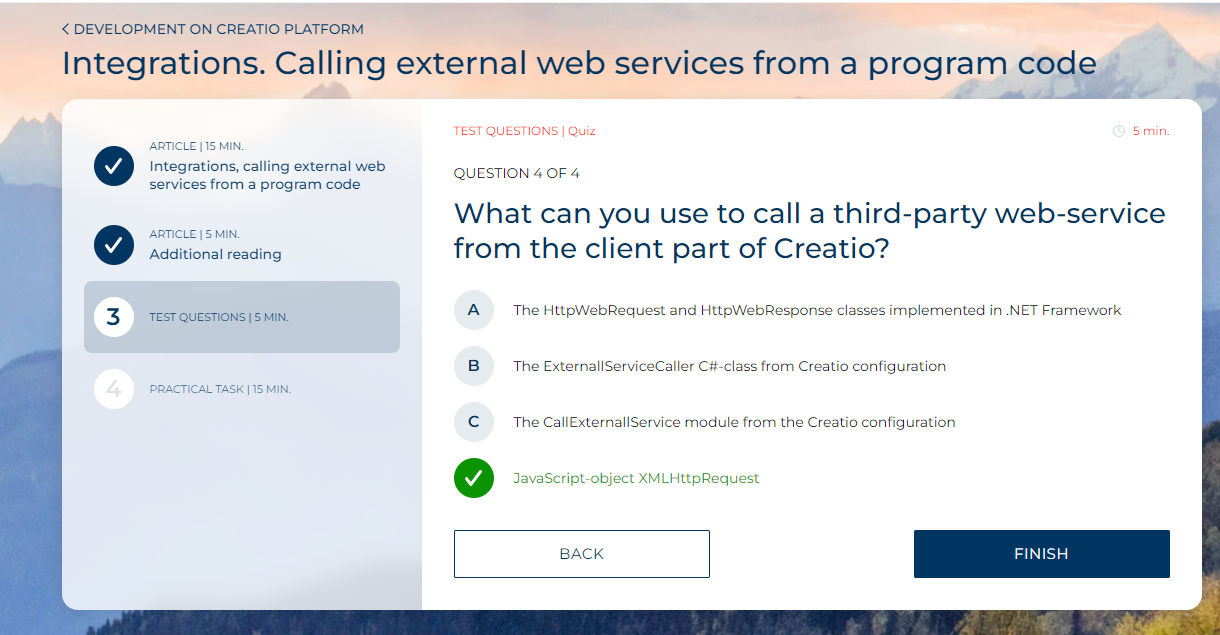 < DEVELOPMENT ON CREATIO PLATFORM
Integrations. Calling external web services from a program code
ARTICLE | 15 MIN.
Integrations, calling external web
services from a program code
ARTICLE | 5 MIN.
Additional reading
3
TEST QUESTIONS | 5 MIN.
4
PRACTICAL TASK | 15 MIN.
TEST QUESTIONS | Quiz
5 min.
QUESTION 4 OF 4
What can you use to call a third-party web-service
from the client part of Creatio?
A The HttpWebRequest and HttpWebResponse classes implemented in .NET Framework
B The ExternallServiceCaller C#-class from Creatio configuration
C The CallExternallService module from the Creatio configuration
JavaScript-object XMLHttpRequest
BACK
FINISH